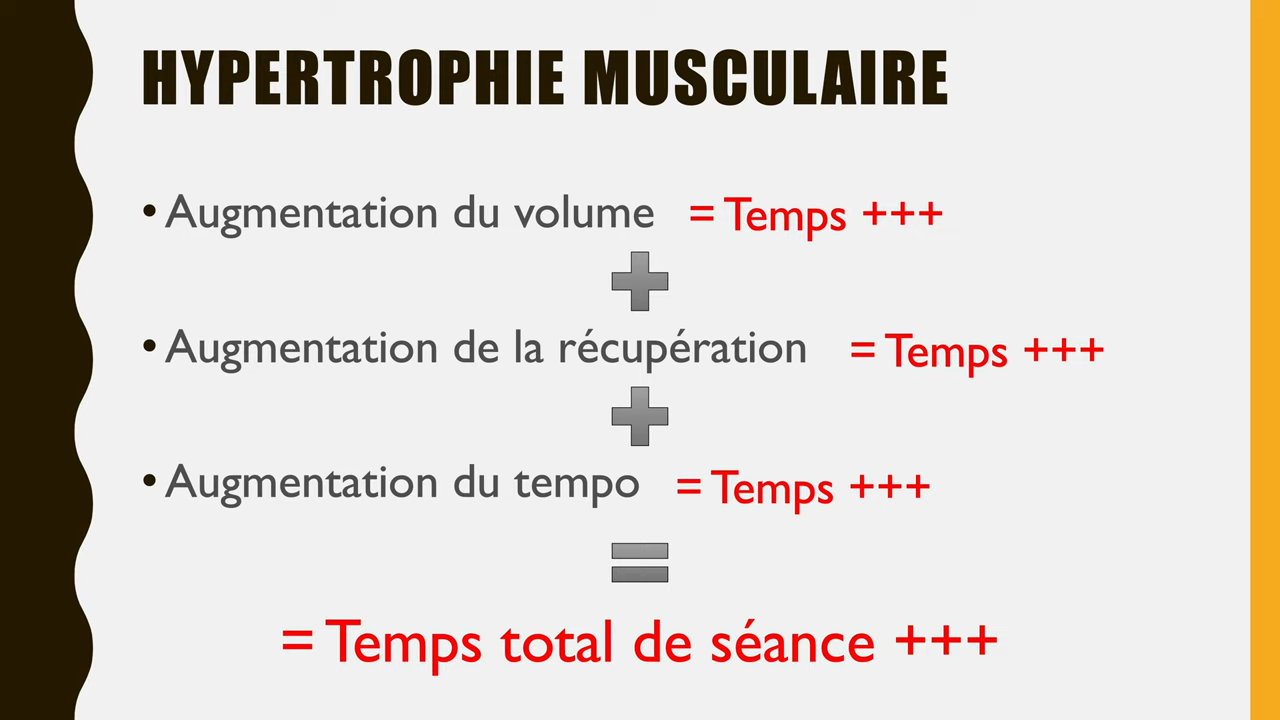 HYPERTROPHIE MUSCULAIRE
• Augmentation du volume = Temps +++
• Augmentation de la récupération = Temps +++
• Augmentation du tempo = Temps +++
= Temps total de séance +++